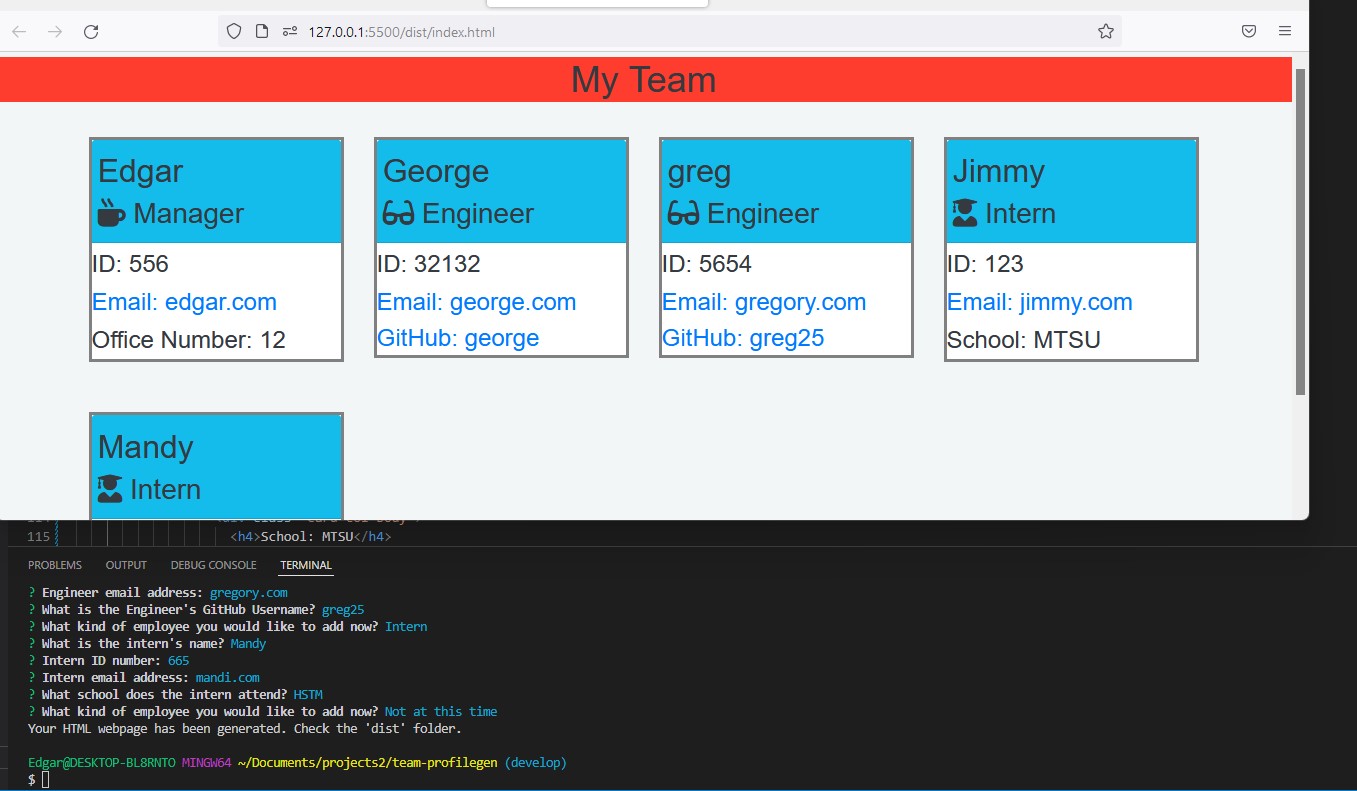 127.0.0.1:5500/dist/index.html
My Team
Edgar
Manager
ID: 556
Email: edgar.com
Office Number: 12
George
Engineer
ID: 32132
Email: george.com
GitHub: george
greg
Engineer
ID: 5654
Email: gregory.com
GitHub: greg25
Jimmy
Intern
ID: 123
Email: jimmy.com
School: MTSU
Mandy
Intern
115 <h4>School: MTSU</h4>
PROBLEMS OUTPUT DEBUG CONSOLE TERMINAL
? Engineer email address: gregory.com
? What is the Engineer's GitHub Username? greg25
? What kind of employee you would like to add now? Intern
? What is the intern's name? Mandy
? Intern ID number: 665
? Intern email address: mandi.com
? What school does the intern attend? HSTM
? What kind of employee you would like to add now? Not at this time
Your HTML webpage has been generated. Check the 'dist' folder.
Edgar@DESKTOP-BL8RNTO MINGW64 ~/Documents/projects2/team-profilegen (develop)
$